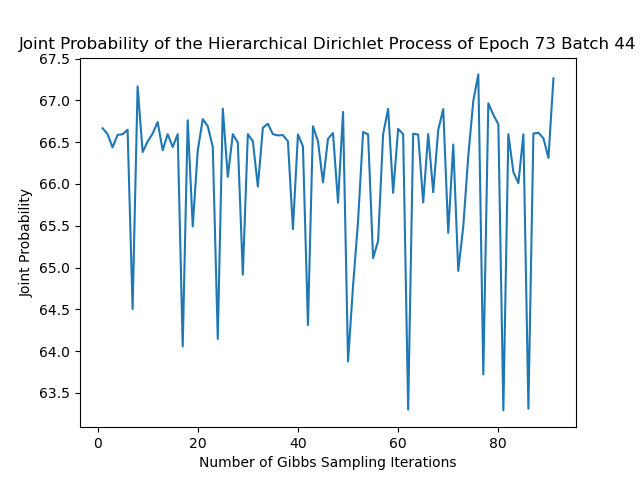 Joint Probability of the Hierarchical Dirichlet Process of Epoch 73 Batch 44
67.5
67.0
66.5
66.0
65.5
65.0
64.5
64.0
63.5
Joint Probability
0 20 40 60 80
Number of Gibbs Sampling Iterations